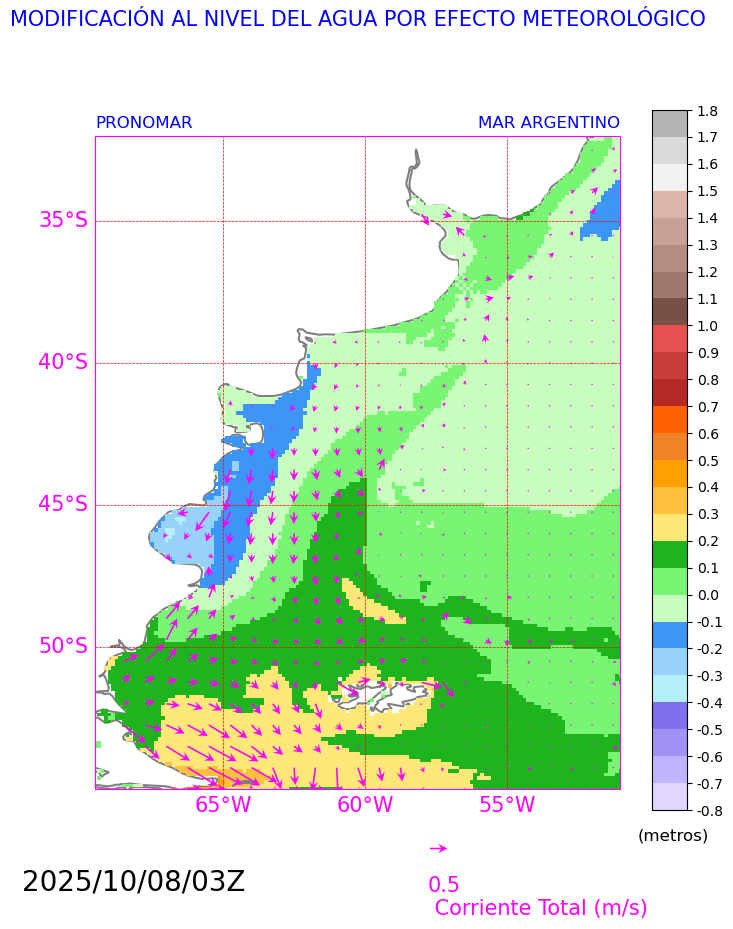 MODIFICACIÓN AL NIVEL DEL AGUA POR EFECTO METEOROLÓGICO
PRONOMAR
MAR ARGENTINO
35°S
40°S
45°S
50°S
65°W
60°W
55°W
1.8
1.7
1.6
1.5
1.4
1.3
1.2
1.1
1.0
0.9
0.8
0.7
0.6
0.5
0.4
0.3
0.2
0.1
0.0
-0.1
-0.2
-0.3
-0.4
-0.5
-0.6
-0.7
-0.8
(metros)
2025/10/08/03Z
0.5
Corriente Total (m/s)